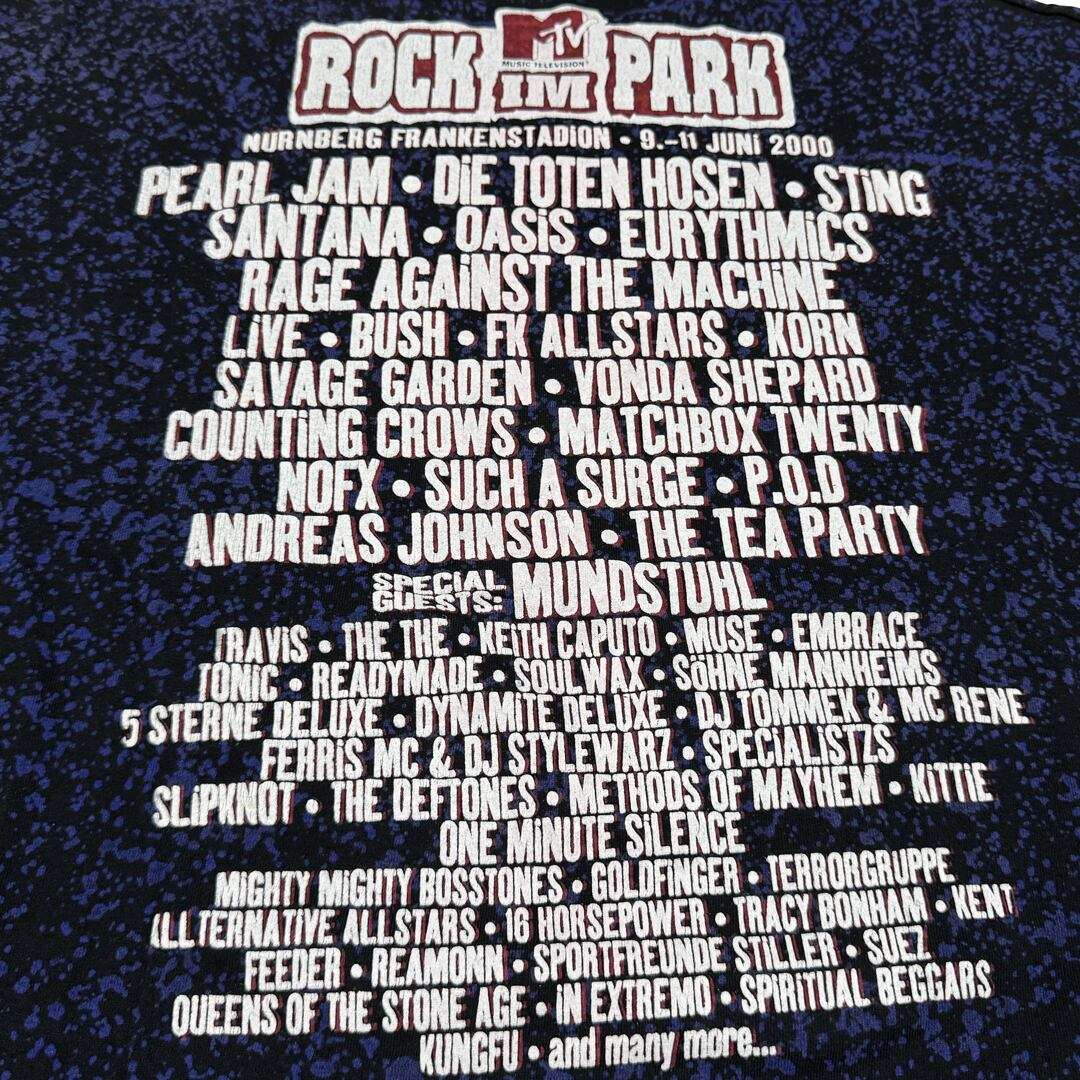 MTV
MUSIC TELEVISION
ROCK IM PARK
NÜRNBERG FRANKENSTADiON • 9.-11 JUNi 2000
PEARL JAM • DiE TOTEN HOSEN • STiNG
SANTANA • OASiS • EURYTHMiCS
RAGE AGAiNST THE MACHiNE
LiVE • BUSH • FK ALLSTARS • KORN
SAVAGE GARDEN • VONDA SHEPARD
COUNTiNG CROWS • MATCHBOX TWENTY
NOFX • SUCH A SURGE • P.O.D
ANDREAS JOHNSON • THE TEA PARTY
SPECiAL GUESTS: MUNDSTUHL
TRAViS • THE THE • KEiTH CAPUTO • MUSE • EMBRACE
TONiC • READYMADE • SOULWAX • SÖHNE MANNHEiMS
5 STERNE DELUXE • DYNAMiTE DELUXE • DJ TOMMEK & MC RENE
FERRiS MC & DJ STYLEWARZ • SPECiALiSTZS
SLiPKNOT • THE DEFTONES • METHODS OF MAYHEM • KiTTiE
ONE MiNUTE SiLENCE
MiGHTY MiGHTY BOSSTONES • GOLDFiNGER • TERRORGRUPPE
iLLTERNATiVE ALLSTARS • 16 HORSEPOWER • TRACY BONHAM • KENT
FEEDER • REAMONN • SPORTFREUNDE STiLLER • SUEZ
QUEENS OF THE STONE AGE • iN EXTREMO • SPiRiTUAL BEGGARS
KUNGFU • and many more...